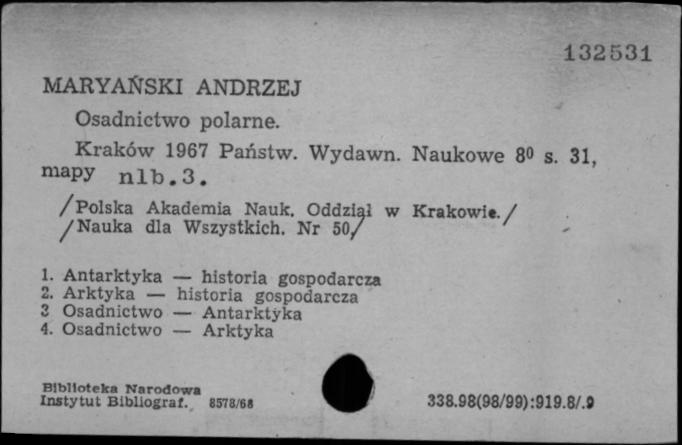 132531
MARYAŃSKI ANDRZEJ
Osadnictwo polarne.
Kraków 1967 Państw. Wydawn. Naukowe 8⁰ s. 31,
mapy nlb.3.
/Polska Akademia Nauk. Oddział w Krakowie./
/Nauka dla Wszystkich. Nr 50/
1. Antarktyka — historia gospodarcza
2. Arktyka — historia gospodarcza
3 Osadnictwo — Antarktyka
4. Osadnictwo — Arktyka
Biblioteka Narodowa
Instytut Bibliograf. 8578/68
338.98(98/99):919.8/.9